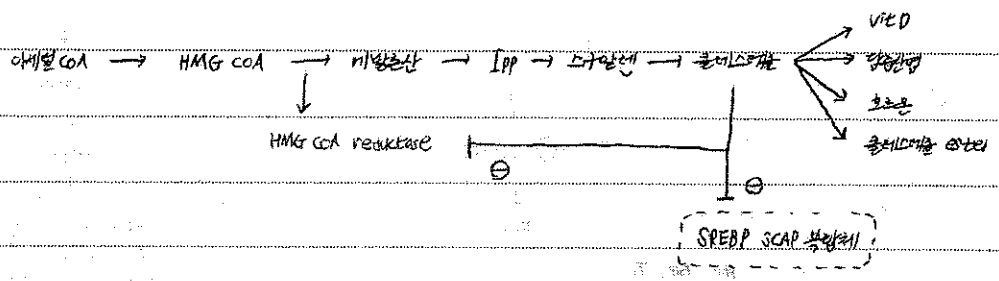 vit D
아세틸 COA → HMG COA → 메발론산 → Ipp → 스쿠알렌 → 콜레스테롤
담즙산염
호르몬
콜레스테롤 ester
HMG COA reductase
⊖
⊖
SREBP SCAP 복합체